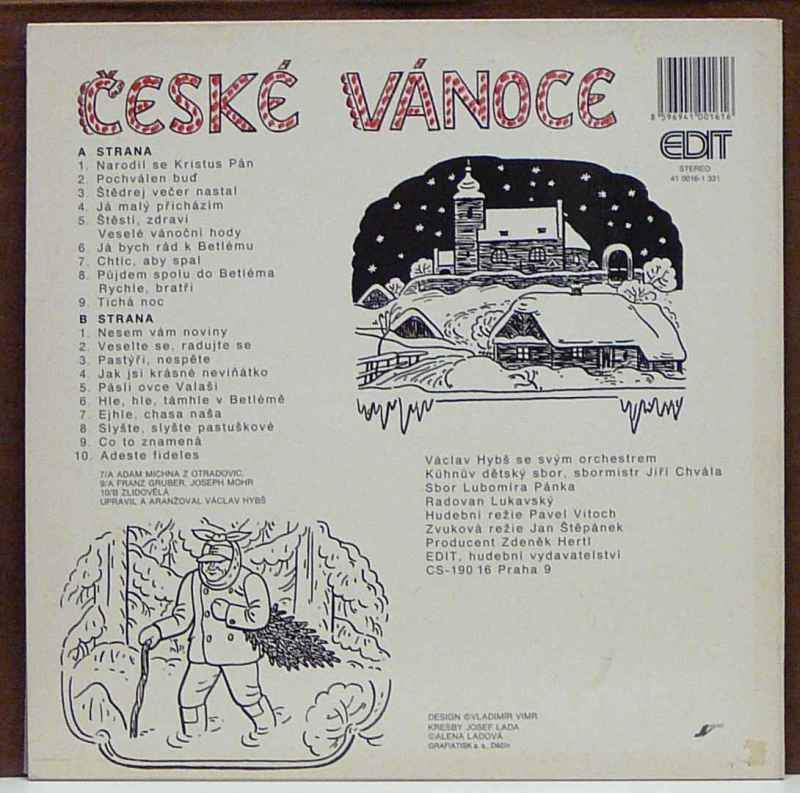 ČESKÉ VÁNOCE
8 596941 001616
EDIT
STEREO
41 0016-1 331
A STRANA
1. Narodil se Kristus Pán
2. Pochválen buď
3. Štědrej večer nastal
4. Já malý přicházím
5. Štěstí, zdraví
Veselé vánoční hody
6. Já bych rád k Betlému
7. Chtíc, aby spal
8. Půjdem spolu do Betléma
Rychle, bratři
9. Tichá noc
B STRANA
1. Nesem vám noviny
2. Veselte se, radujte se
3. Pastýři, nespěte
4. Jak jsi krásné neviňátko
5. Pásli ovce Valaši
6. Hle, hle, támhle v Betlémě
7. Ejhle, chasa naša
8 Slyšte, slyšte pastuškové
9. Co to znamená
10. Adeste fideles
7/A ADAM MICHNA Z OTRADOVIC,
9/A FRANZ GRUBER, JOSEPH MOHR
10/B ZLIDOVĚLÁ
UPRAVIL A ARANŽOVAL VÁCLAV HYBŠ
Václav Hybš se svým orchestrem
Kühnův dětský sbor, sbormistr Jiří Chvála
Sbor Lubomíra Pánka
Radovan Lukavský
Hudební režie Pavel Vítoch
Zvuková režie Jan Štěpánek
Producent Zdeněk Hertl
EDIT, hudební vydavatelství
CS-190 16 Praha 9
DESIGN ©VLADIMÍR VIMR
KRESBY JOSEF LADA
©ALENA LADOVÁ
GRAFIATISK a. s., Děčín